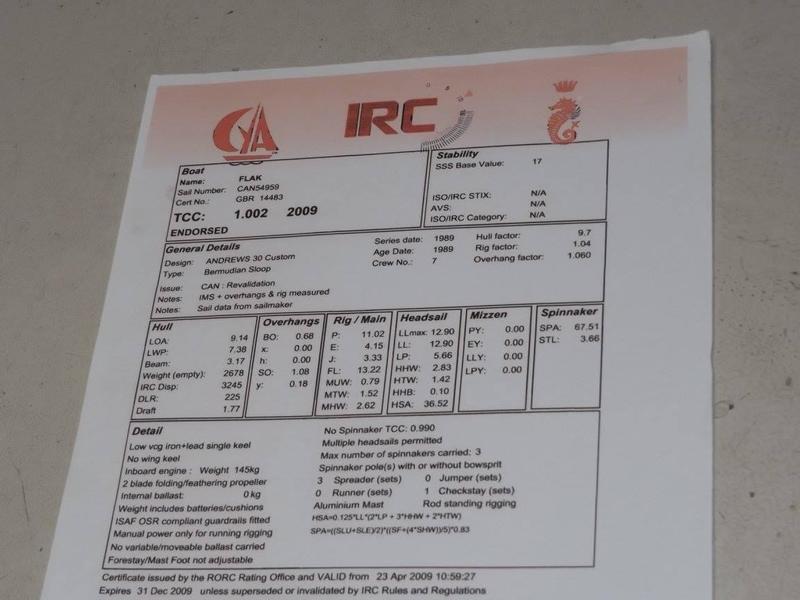 CYA IRC
Boat
Name: FLAK
Sail Number: CAN54959
Cert No.: GBR 14483
TCC: 1.002 2009
ENDORSED
Stability
SSS Base Value: 17
ISO/IRC STIX: N/A
AVS: N/A
ISO/IRC Category: N/A
General Details
Design: ANDREWS 30 Custom
Type: Bermudian Sloop
Issue: CAN : Revalidation
Notes: IMS + overhangs & rig measured
Notes: Sail data from sailmaker
Series date: 1989
Age Date: 1989
Crew No.: 7
Hull factor: 9.7
Rig factor: 1.04
Overhang factor: 1.060
Hull
LOA: 9.14
LWP: 7.38
Beam: 3.17
Weight (empty): 2678
IRC Disp: 3245
DLR: 225
Draft 1.77
Overhangs
BO: 0.68
x: 0.00
h: 0.00
SO: 1.08
y: 0.18
Rig / Main
P: 11.02
E: 4.15
J: 3.33
FL: 13.22
MUW: 0.79
MTW: 1.52
MHW: 2.62
Headsail
LLmax: 12.90
LL: 12.90
LP: 5.66
HHW: 2.83
HTW: 1.42
HHB: 0.10
HSA: 36.52
Mizzen
PY: 0.00
EY: 0.00
LLY: 0.00
LPY: 0.00
Spinnaker
SPA: 67.51
STL: 3.66
Detail
Low vcg iron+lead single keel
No wing keel
Inboard engine : Weight 145kg
2 blade folding/feathering propeller
Internal ballast: 0 kg
Weight includes batteries/cushions
ISAF OSR compliant guardrails fitted
Manual power only for running rigging
No variable/moveable ballast carried
Forestay/Mast Foot not adjustable
No Spinnaker TCC: 0.990
Multiple headsails permitted
Max number of spinnakers carried: 3
Spinnaker pole(s) with or without bowsprit
3 Spreader (sets) 0 Jumper (sets)
0 Runner (sets) 1 Checkstay (sets)
Aluminium Mast Rod standing rigging
HSA=0.125*LL*(2*LP + 3*HHW + 2*HTW)
SPA=((SLU+SLE)/2)*((SF+(4*SHW))/5)*0.83
Certificate issued by the RORC Rating Office and VALID from 23 Apr 2009 10:59:27
Expires 31 Dec 2009 unless superseded or invalidated by IRC Rules and Regulations